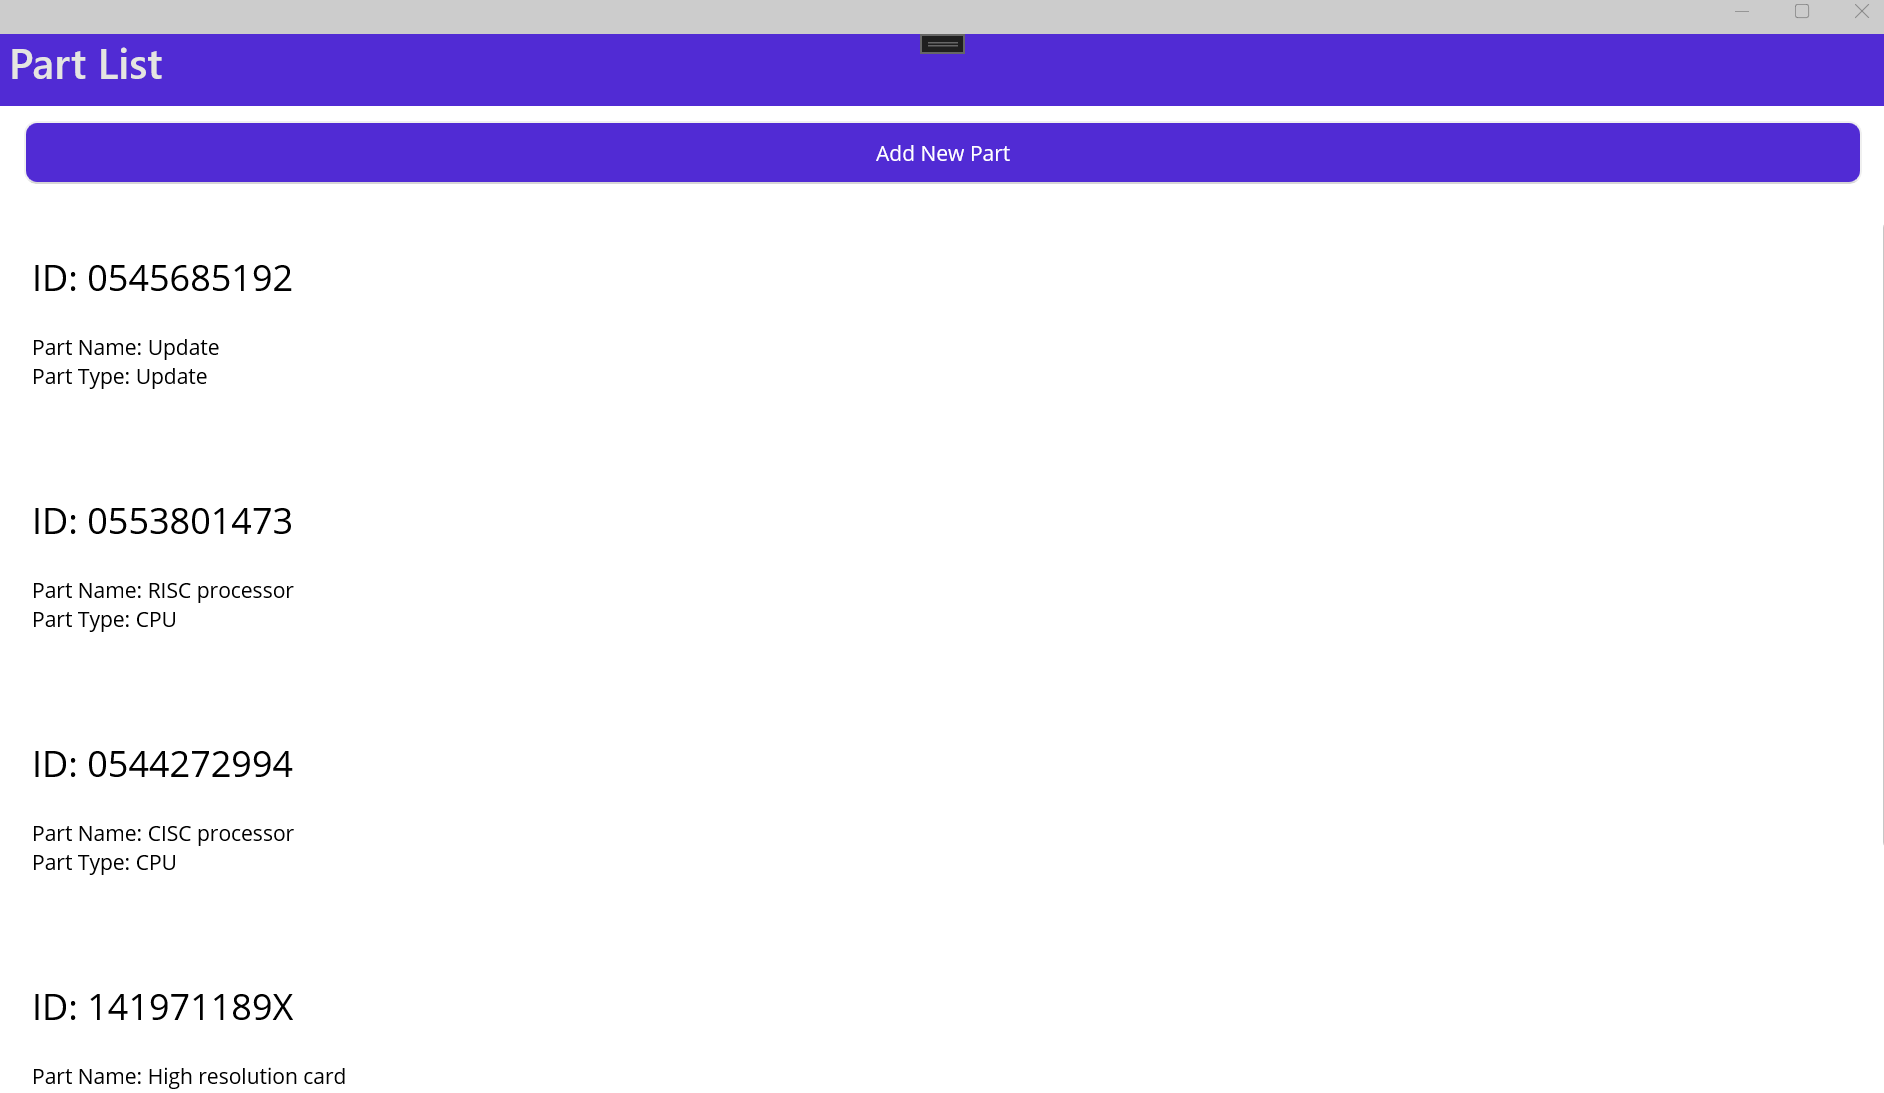 Part List
Add New Part
ID: 0545685192
Part Name: Update
Part Type: Update
ID: 0553801473
Part Name: RISC processor
Part Type: CPU
ID: 0544272994
Part Name: CISC processor
Part Type: CPU
ID: 141971189X
Part Name: High resolution card